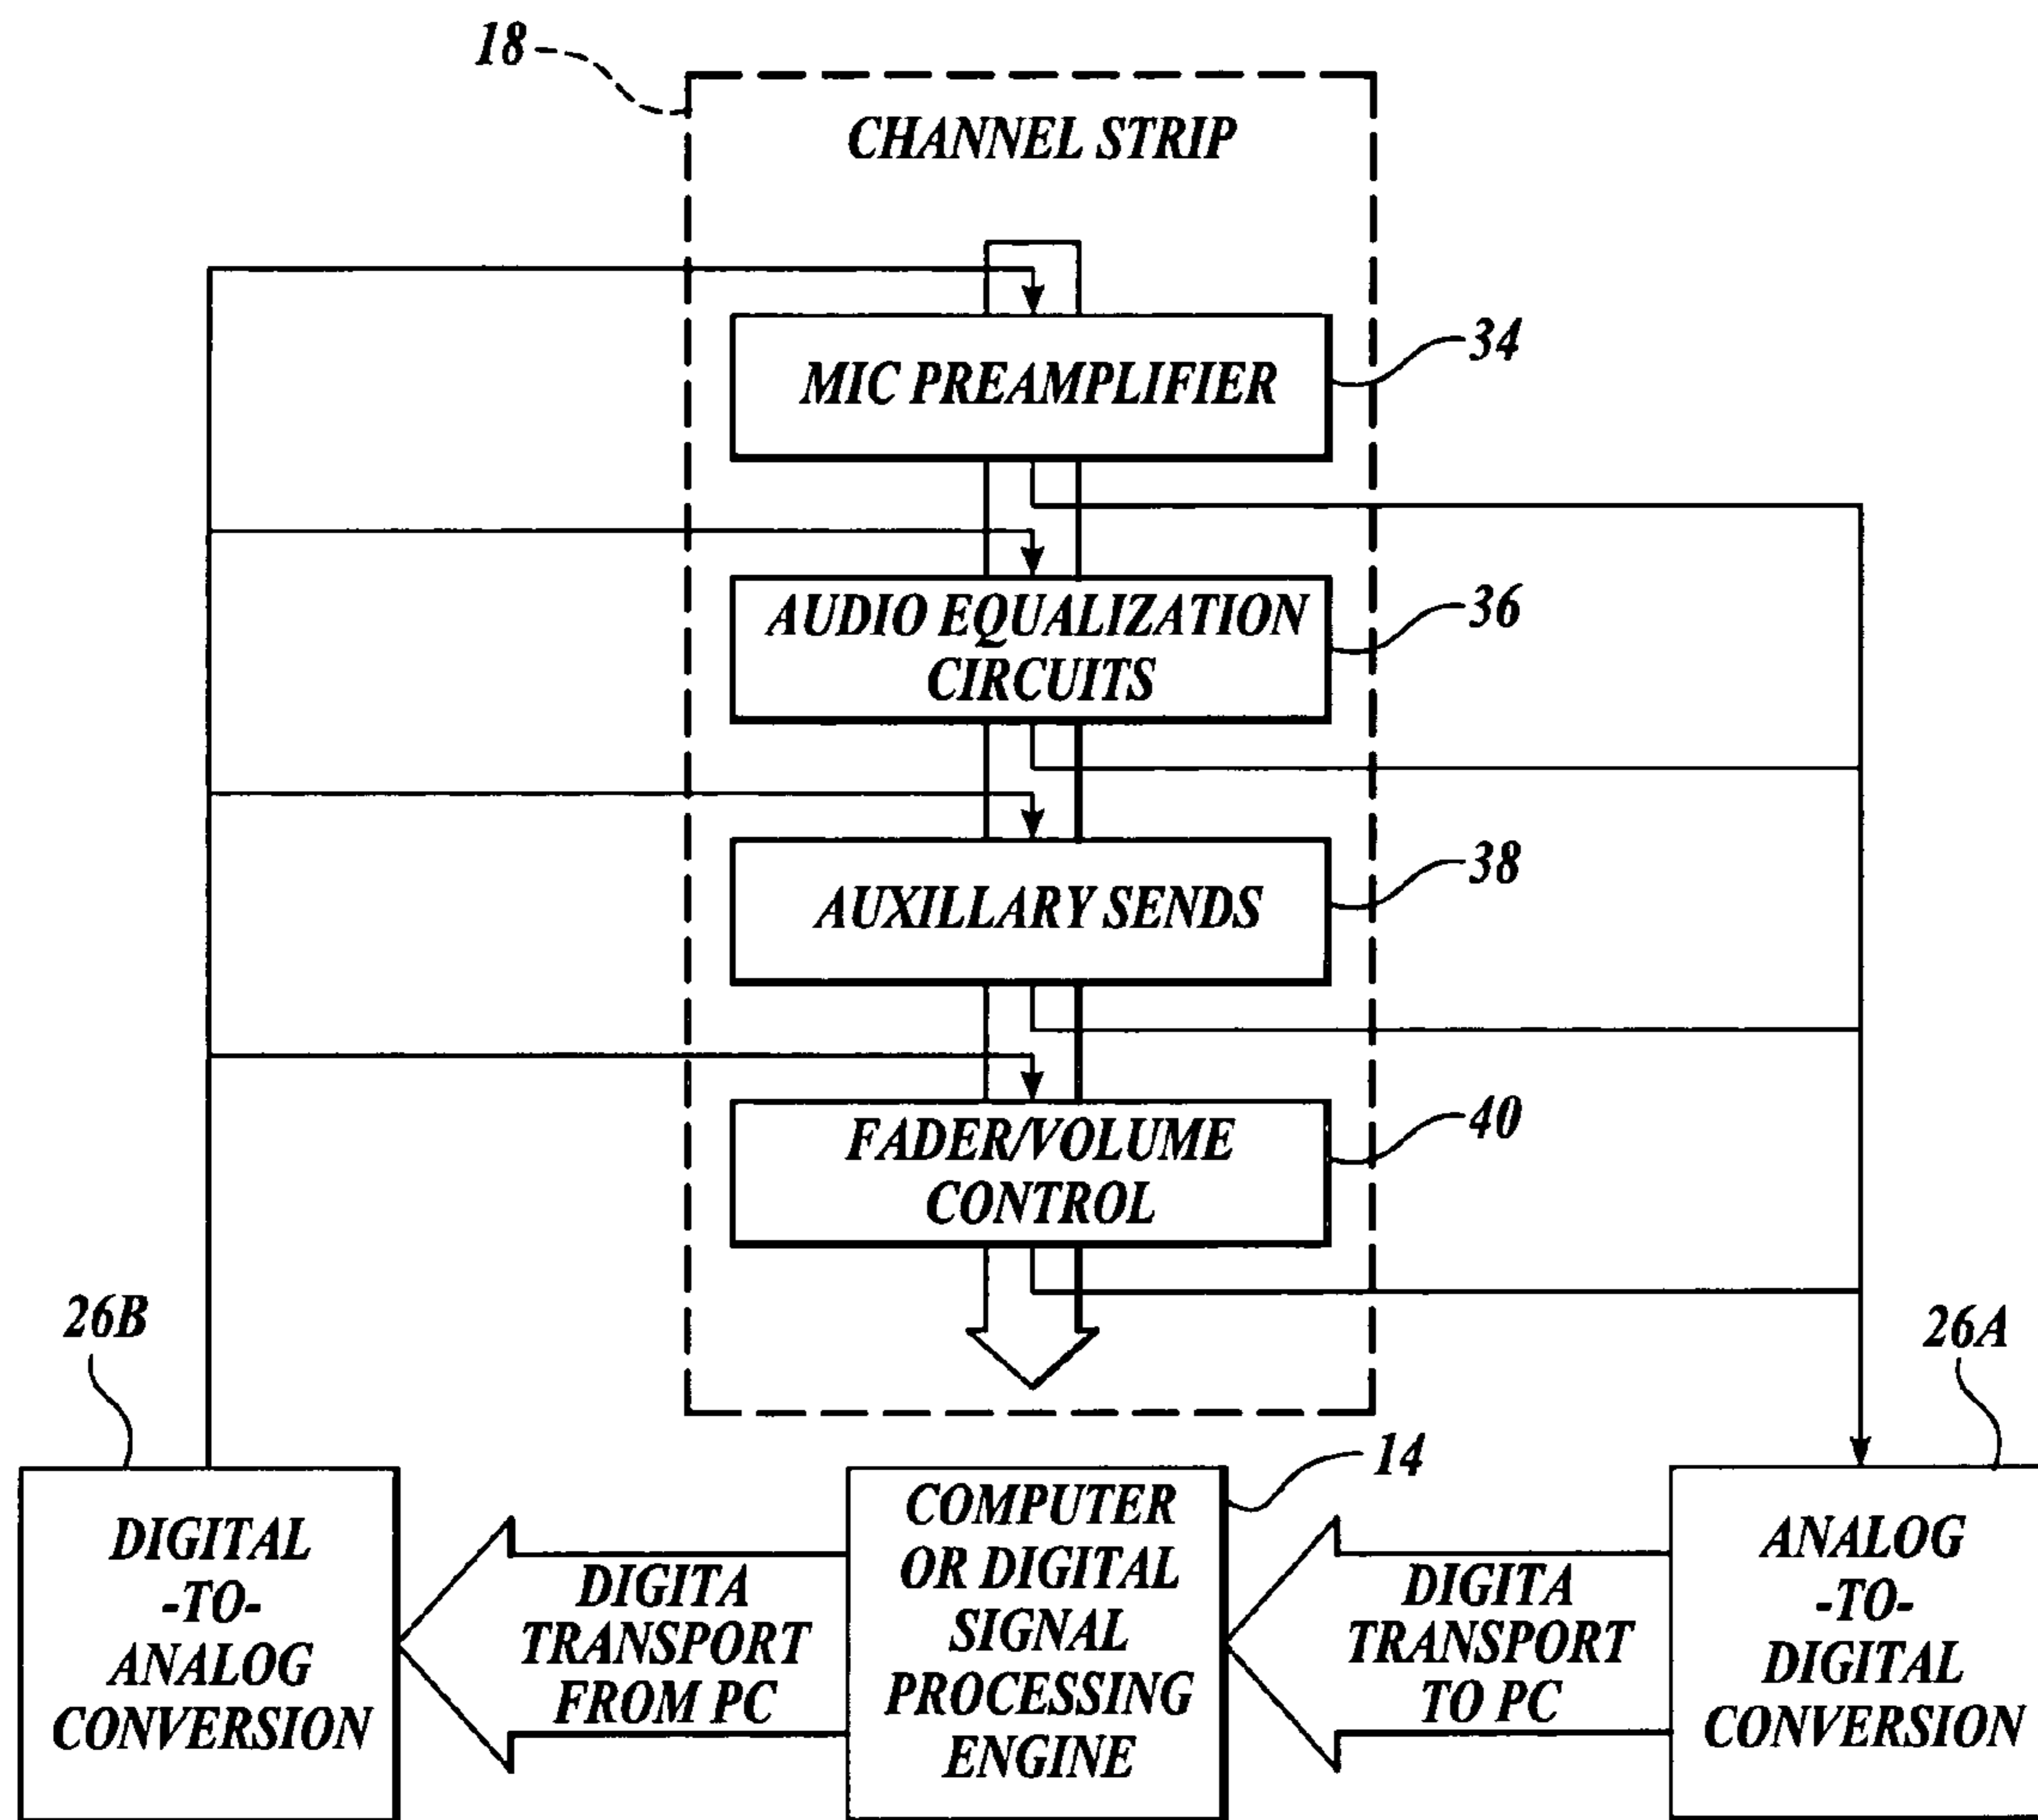 18
CHANNEL STRIP
MIC PREAMPLIFIER
34
AUDIO EQUALIZATION
CIRCUITS
36
AUXILLARY SENDS
38
FADER/VOLUME
CONTROL
40
26B
26A
14
DIGITAL
-TO-
ANALOG
CONVERSION
DIGITA
TRANSPORT
FROM PC
COMPUTER
OR DIGITAL
SIGNAL
PROCESSING
ENGINE
DIGITA
TRANSPORT
TO PC
ANALOG
-TO-
DIGITAL
CONVERSION